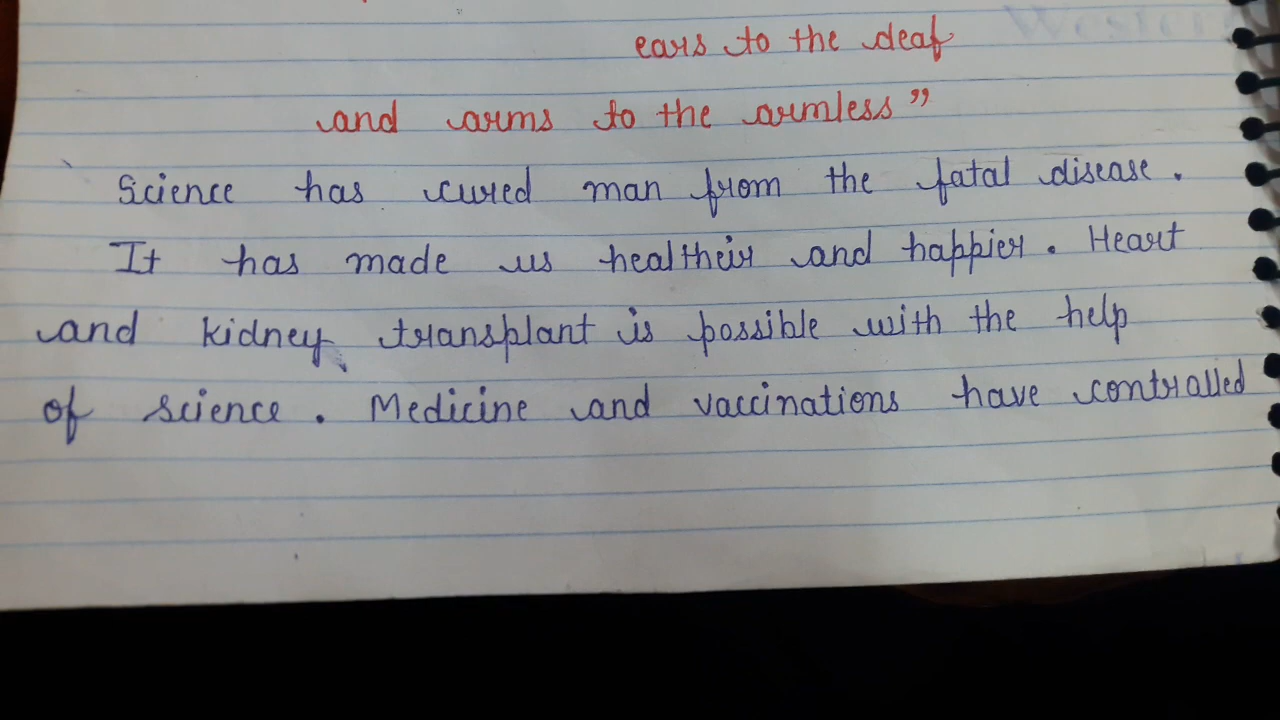 ears to the deaf
and arms to the armless”
Science has cured man from the fatal disease.
It has made us healtheir and happier. Heart
and kidney transplant is possible with the help
of science. Medicine and vaccinations have contralled